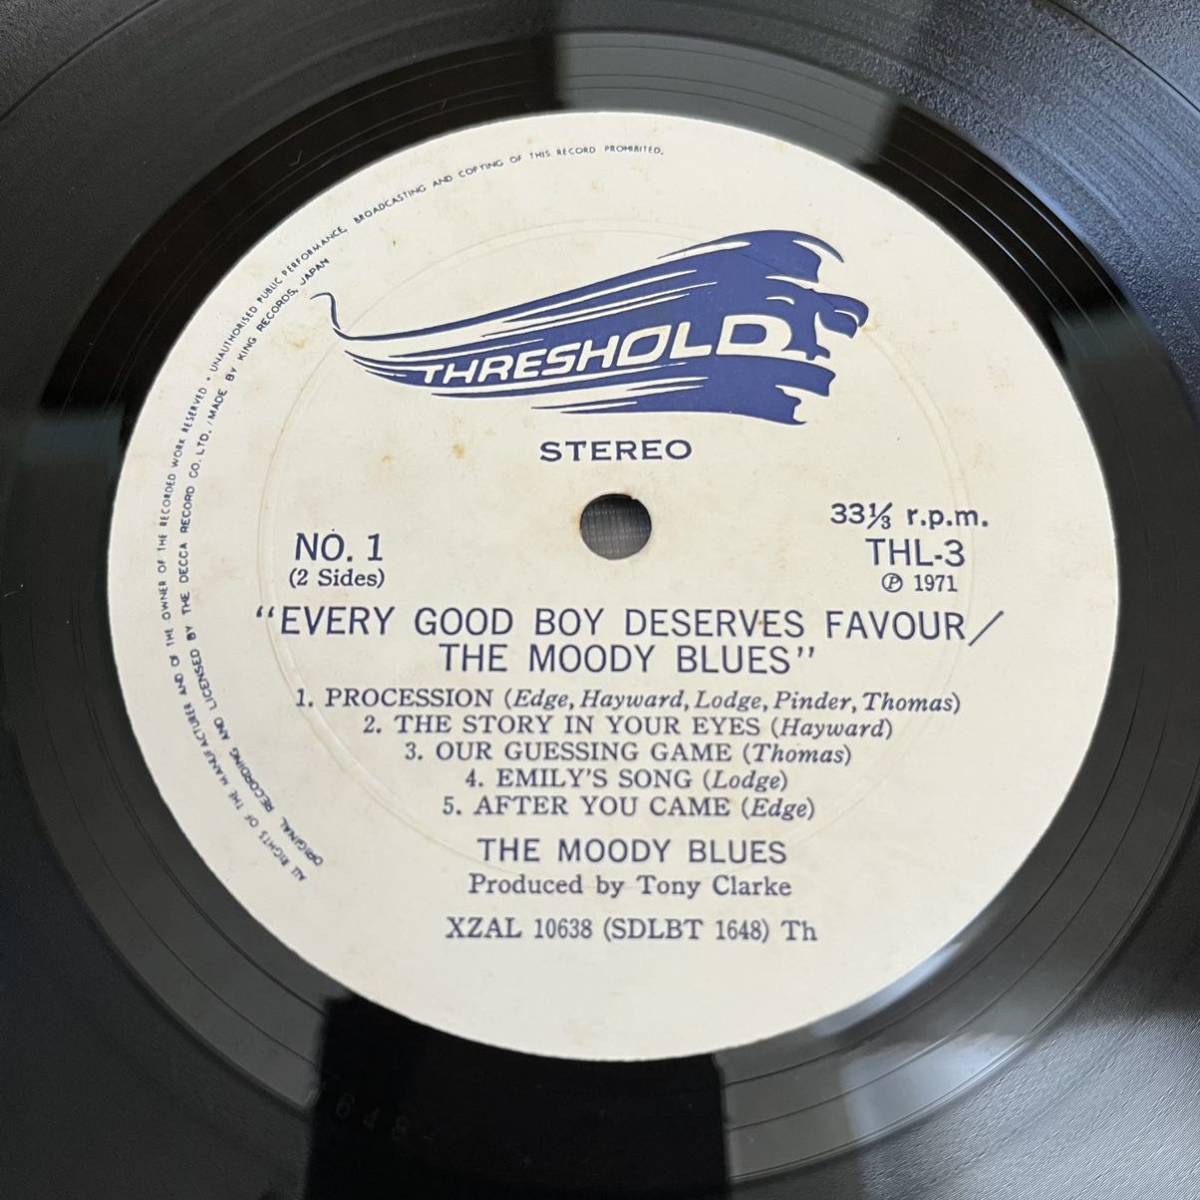 ALL RIGHTS OF THE MANUFACTURER AND OF THE OWNER OF THE RECORDED WORK RESERVED • UNAUTHORISED PUBLIC PERFORMANCE, BROADCASTING AND COPYING OF THIS RECORD PROHIBITED.
ORIGINAL RECORDING AND LICENSED BY THE DECCA RECORD CO. LTD. /MADE BY KING RECORDS, JAPAN
THRESHOLD
STEREO
NO. 1
(2 Sides)
33⅓ r.p.m.
THL-3
Ⓟ 1971
"EVERY GOOD BOY DESERVES FAVOUR/
THE MOODY BLUES"
1. PROCESSION (Edge, Hayward, Lodge, Pinder, Thomas)
2. THE STORY IN YOUR EYES (Hayward)
3. OUR GUESSING GAME (Thomas)
4. EMILY'S SONG (Lodge)
5. AFTER YOU CAME (Edge)
THE MOODY BLUES
Produced by Tony Clarke
XZAL 10638 (SDLBT 1648) Th